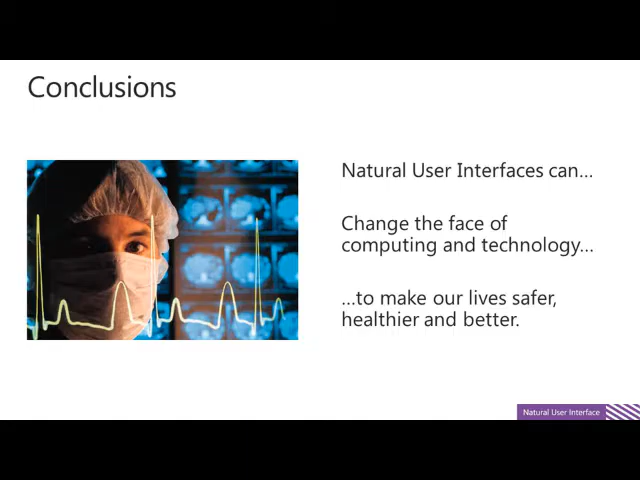 Conclusions
Natural User Interfaces can...
Change the face of
computing and technology...
...to make our lives safer,
healthier and better.
Natural User Interface